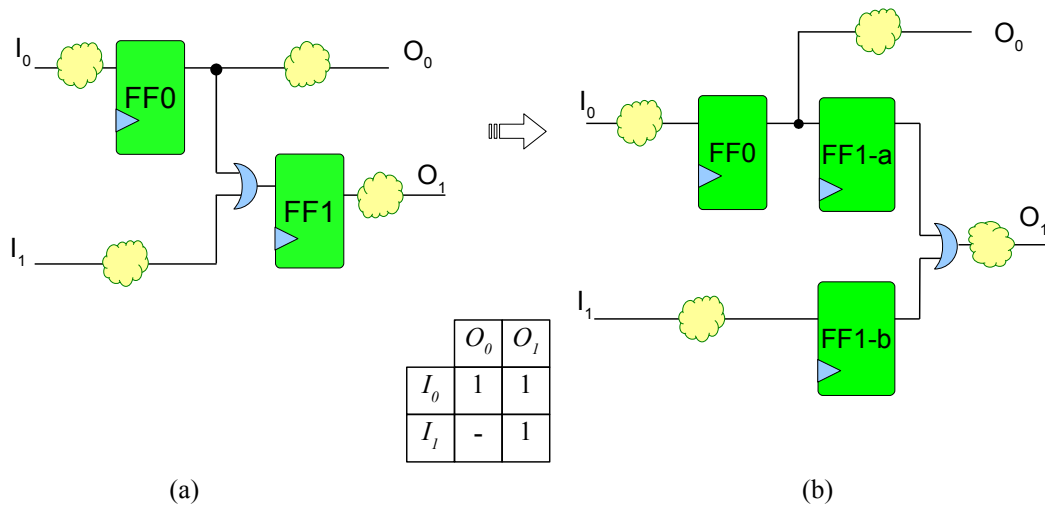 I0
FF0
O0
FF1
O1
I1
O0
I0
FF0
FF1-a
O1
I1
FF1-b
O0 O1
I0 1 1
I1 - 1
(a)
(b)